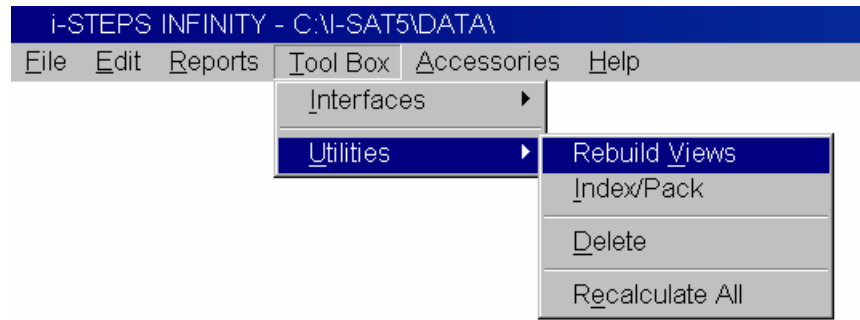 i-STEPS INFINITY - C:\I-SAT5\DATA\
File Edit Reports Tool Box Accessories Help
Interfaces
Utilities Rebuild Views
Index/Pack
Delete
Recalculate All